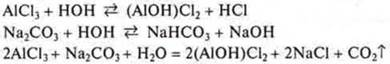 AlCl₃ + HOH ⇄ (AlOH)Cl₂ + HCl
Na₂CO₃ + HOH ⇄ NaHCO₃ + NaOH
2AlCl₃ + Na₂CO₃ + H₂O = 2(AlOH)Cl₂ + 2NaCl + CO₂↑